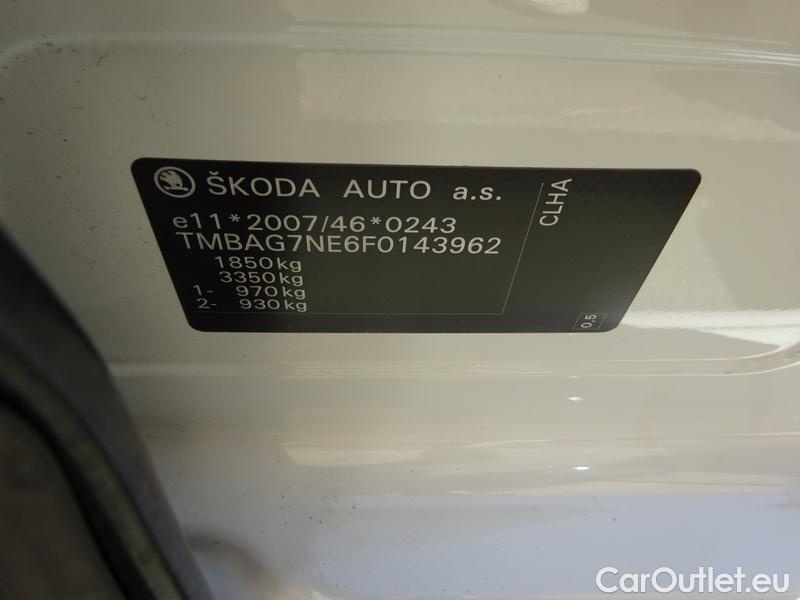 ŠKODA AUTO a.s.
e11*2007/46*0243
TMBAG7NE6F0143962
1850kg
3350kg
1- 970kg
2- 930kg
CLHA
0,5
CarOutlet.eu